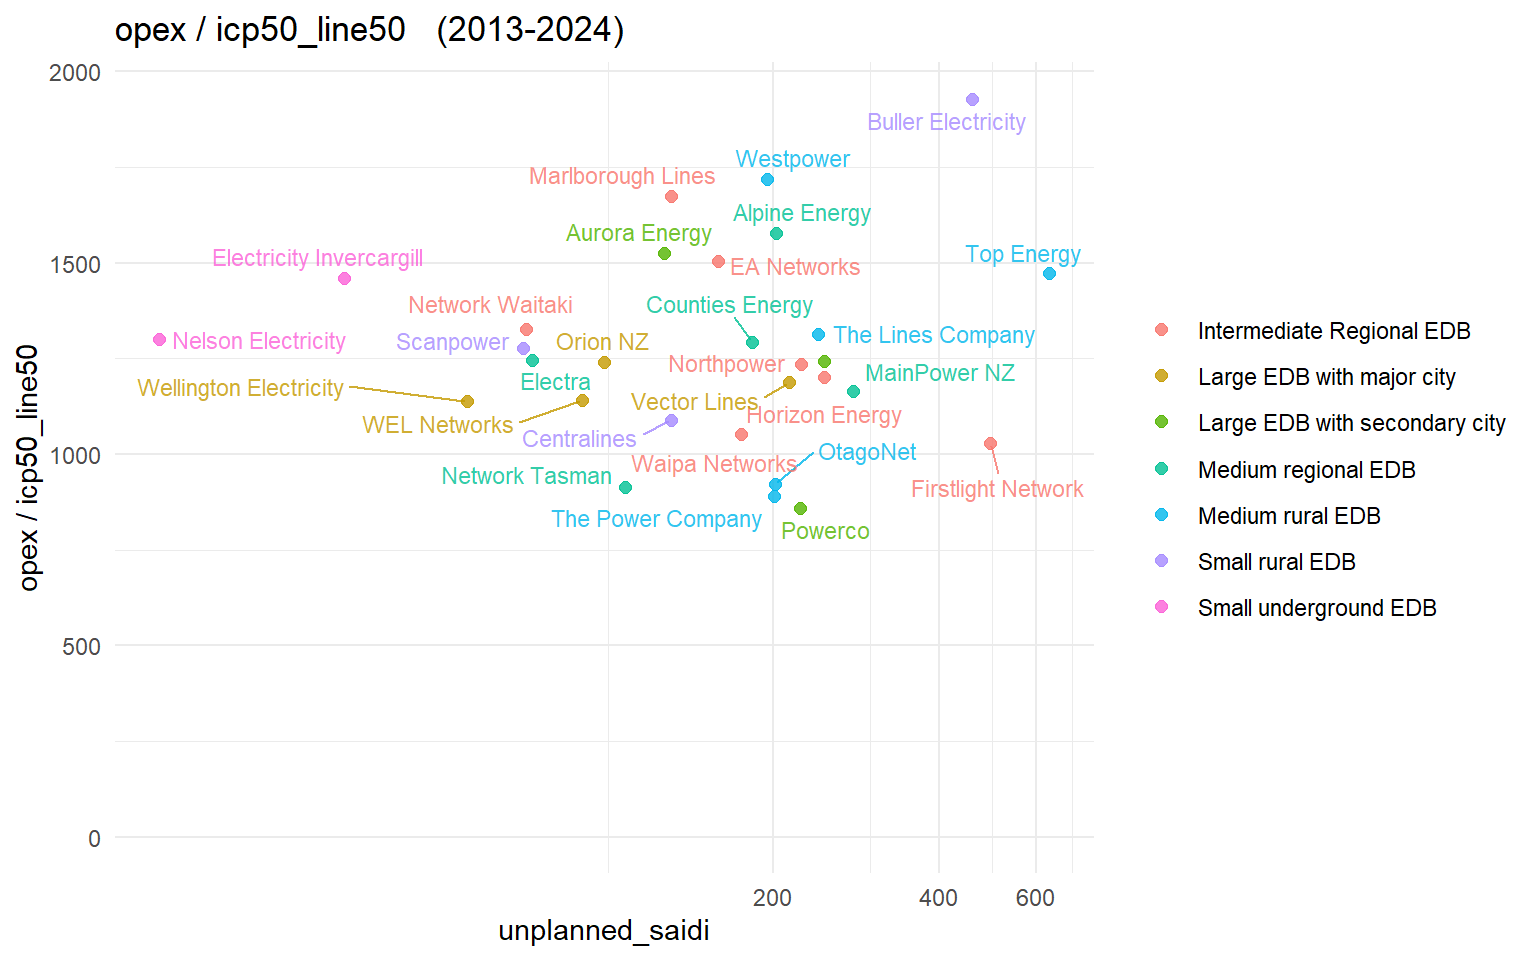 opex / icp50_line50   (2013-2024)
2000
Buller Electricity
Westpower
Marlborough Lines
Alpine Energy
Aurora Energy
Top Energy
Electricity Invercargill
1500
EA Networks
Network Waitaki
Counties Energy
The Lines Company
Nelson Electricity
Scanpower
Orion NZ
Northpower
MainPower NZ
Electra
Wellington Electricity
Vector Lines
Horizon Energy
WEL Networks
Centralines
OtagoNet
1000
Waipa Networks
Network Tasman
Firstlight Network
The Power Company
Powerco
500
0
200
400
600
unplanned_saidi
opex / icp50_line50
Intermediate Regional EDB
Large EDB with major city
Large EDB with secondary city
Medium regional EDB
Medium rural EDB
Small rural EDB
Small underground EDB